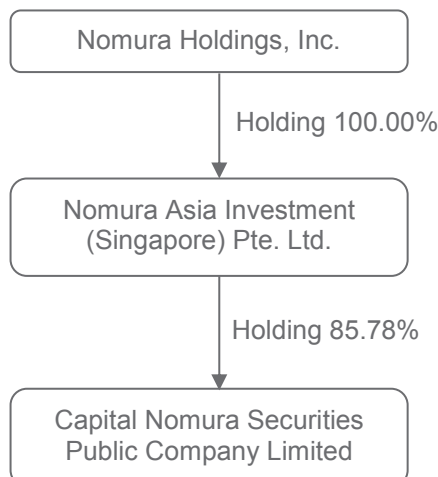 Nomura Holdings, Inc.
Holding 100.00%
Nomura Asia Investment
(Singapore) Pte. Ltd.
Holding 85.78%
Capital Nomura Securities
Public Company Limited